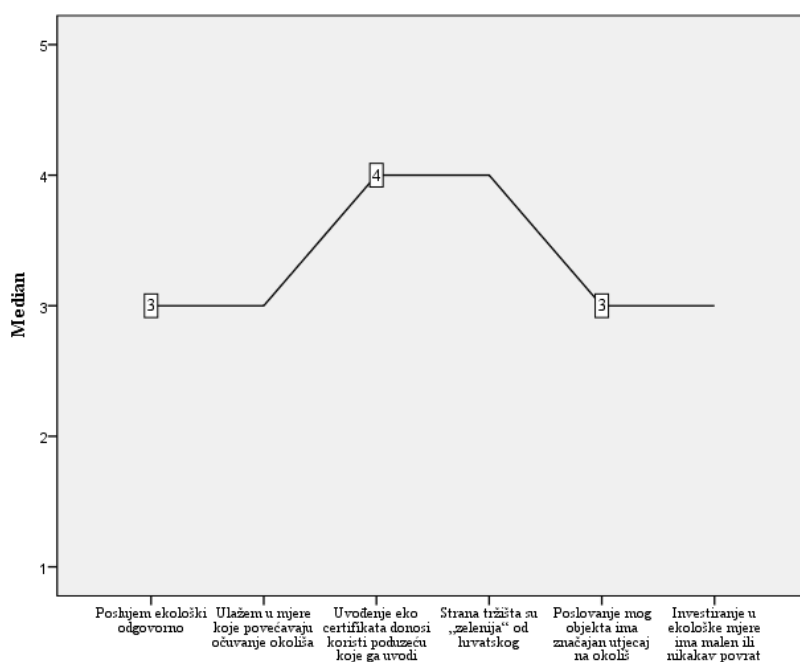 5
4
3
2
1
Median
3
4
3
Poslujem ekološki
odgovorno
Ulažem u mjere
koje povećavaju
očuvanje okoliša
Uvođenje eko
certifikata donosi
koristi poduzeću
koje ga uvodi
Strana tržišta su
„zelenija“ od
hrvatskog
Poslovanje mog
objekta ima
značajan utjecaj
na okoliš
Investiranje u
ekološke mjere
ima malen ili
nikakav povrat